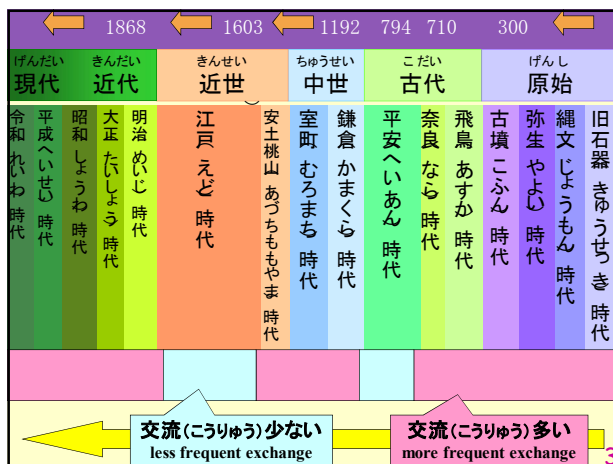 1868 1603 1192 794 710 300
げんだい きんだい きんせい ちゅうせい こだい げんし
現代 近代 近世 中世 古代 原始
令和 れいわ 時代
平成 へいせい 時代
昭和 しょうわ 時代
大正 たいしょう 時代
明治 めいじ 時代
江戸 えど 時代
安土桃山 あづちももやま 時代
室町 むろまち 時代
鎌倉 かまくら 時代
平安 へいあん 時代
奈良 なら 時代
飛鳥 あすか 時代
古墳 こふん 時代
弥生 やよい 時代
縄文 じょうもん 時代
旧石器 きゅうせっき 時代
交流(こうりゅう)少ない
less frequent exchange
交流(こうりゅう)多い
more frequent exchange
3